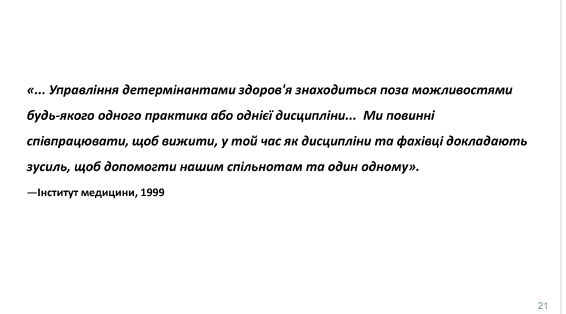 «... Управління детермінантами здоров'я знаходиться поза можливостями
будь-якого одного практика або однієї дисципліни...  Ми повинні
співпрацювати, щоб вижити, у той час як дисципліни та фахівці докладають
зусиль, щоб допомогти нашим спільнотам та один одному».
—Інститут медицини, 1999
21